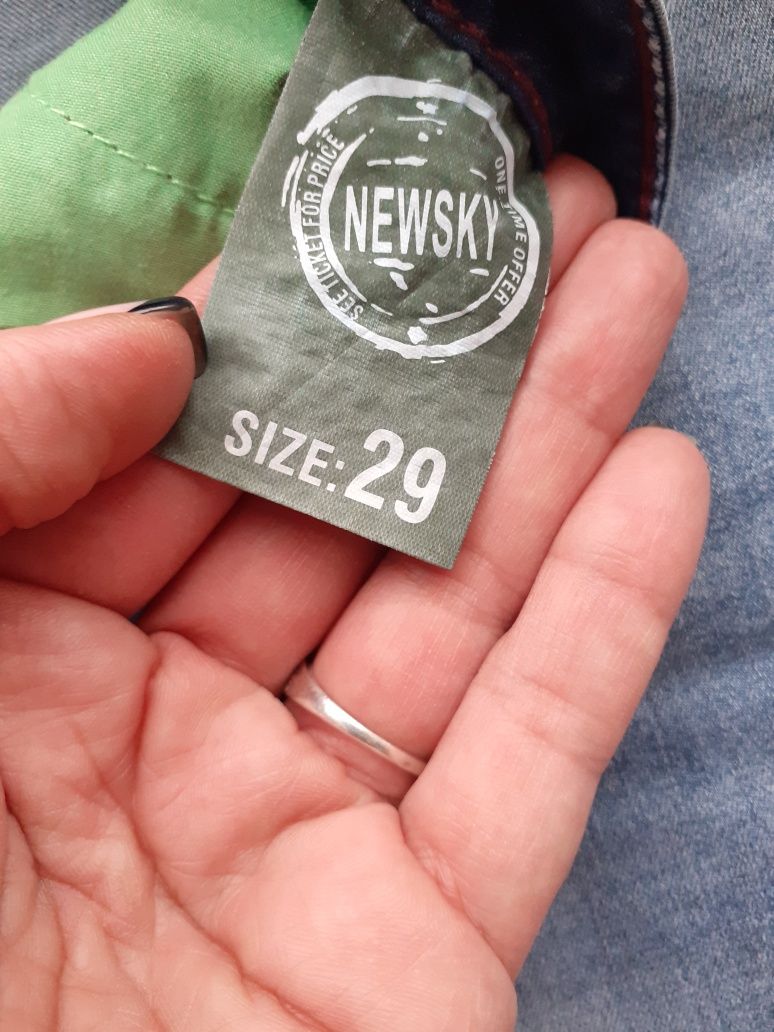 SEE TICKET FOR PRICE
ONE TIME OFFER
NEWSKY
SIZE: 29